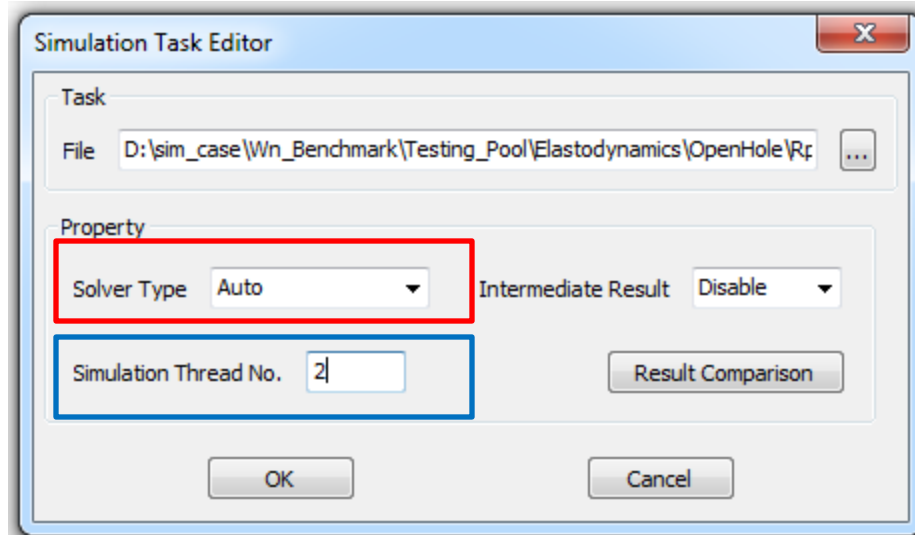 Simulation Task Editor
Task
File D:\sim_case\Wn_Benchmark\Testing_Pool\Elastodynamics\OpenHole\Rp ...
Property
Solver Type Auto Intermediate Result Disable
Simulation Thread No. 2 Result Comparison
OK Cancel